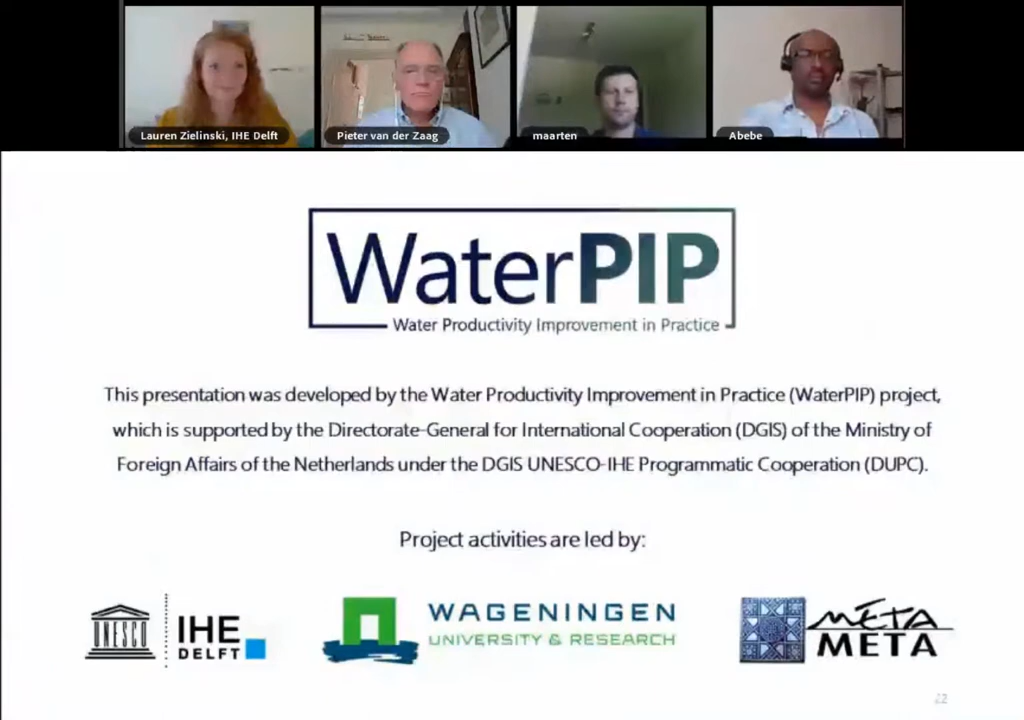 Lauren Zielinski, IHE Delft
Pieter van der Zaag
maarten
Abebe
WaterPIP
Water Productivity Improvement in Practice
This presentation was developed by the Water Productivity Improvement in Practice (WaterPIP) project,
which is supported by the Directorate-General for International Cooperation (DGIS) of the Ministry of
Foreign Affairs of the Netherlands under the DGIS UNESCO-IHE Programmatic Cooperation (DUPC).
Project activities are led by:
UNESCO
IHE
DELFT
WAGENINGEN
UNIVERSITY & RESEARCH
META
META
22